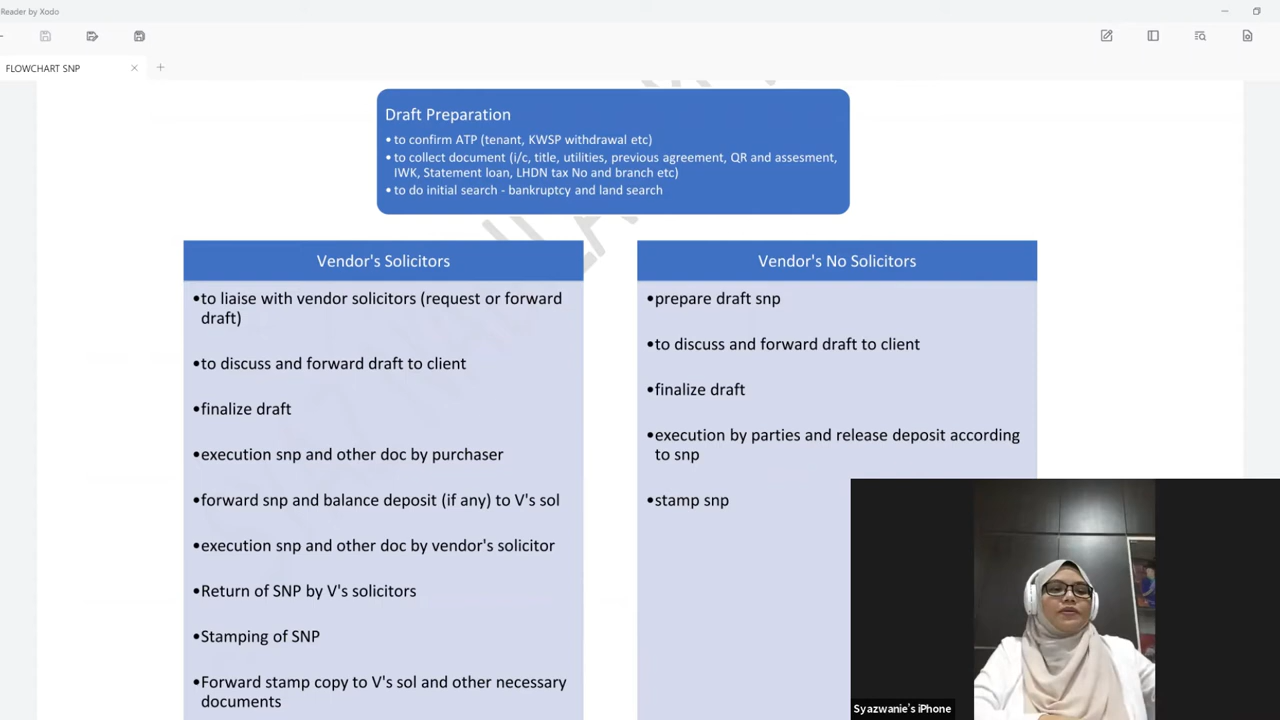 Reader by Xodo
FLOWCHART SNP
Draft Preparation
• to confirm ATP (tenant, KWSP withdrawal etc)
• to collect document (i/c, title, utilities, previous agreement, QR and assesment,
IWK, Statement loan, LHDN tax No and branch etc)
• to do initial search - bankruptcy and land search
Vendor's Solicitors
•to liaise with vendor solicitors (request or forward
draft)
•to discuss and forward draft to client
•finalize draft
•execution snp and other doc by purchaser
•forward snp and balance deposit (if any) to V's sol
•execution snp and other doc by vendor's solicitor
•Return of SNP by V's solicitors
•Stamping of SNP
•Forward stamp copy to V's sol and other necessary
documents
Vendor's No Solicitors
•prepare draft snp
•to discuss and forward draft to client
•finalize draft
•execution by parties and release deposit according
to snp
•stamp snp
Syazwanie's iPhone